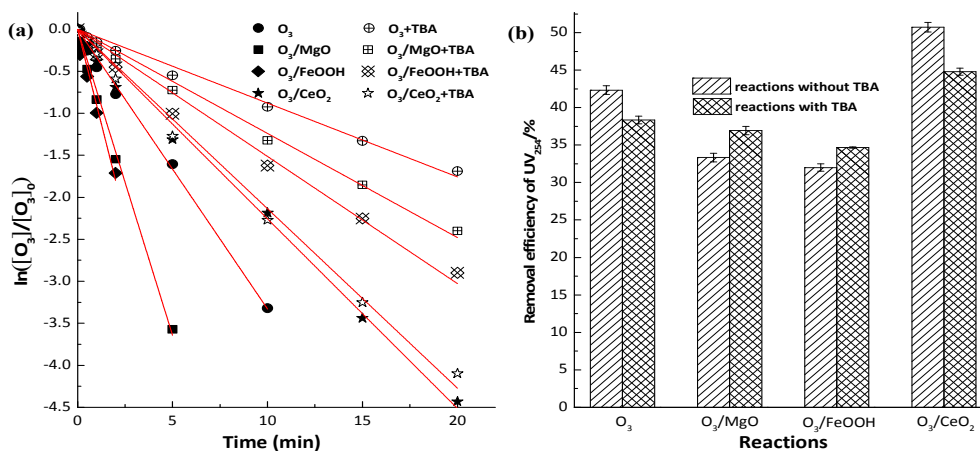 (a)
O₃
O₃+TBA
O₃/MgO
O₃/MgO+TBA
O₃/FeOOH
O₃/FeOOH+TBA
O₃/CeO₂
O₃/CeO₂+TBA
ln([O₃]/[O₃]₀)
0.0
-0.5
-1.0
-1.5
-2.0
-2.5
-3.0
-3.5
-4.0
-4.5
0 5 10 15 20
Time (min)
(b)
reactions without TBA
reactions with TBA
Removal efficiency of UV₂₅₄/%
50
45
40
35
30
25
20
15
10
5
0
O₃ O₃/MgO O₃/FeOOH O₃/CeO₂
Reactions